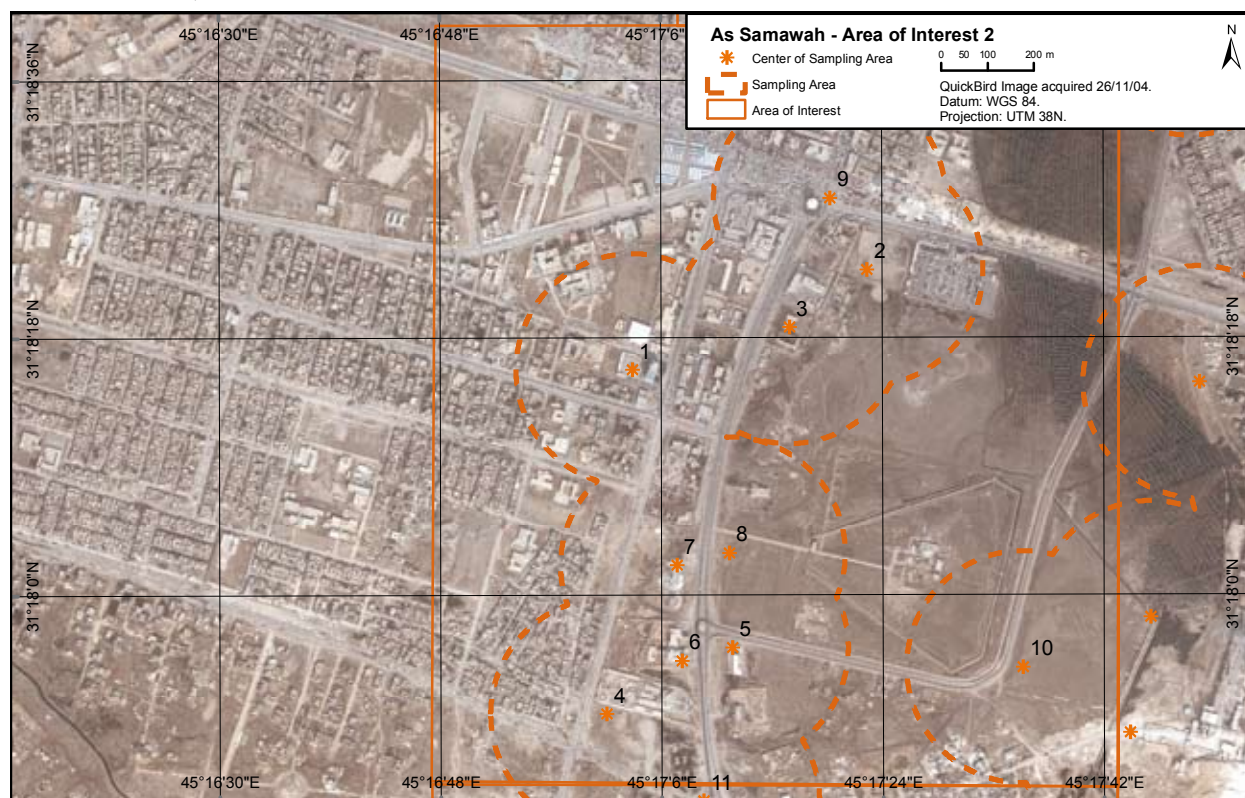 45°16'30"E
45°16'48"E
45°17'6
As Samawah - Area of Interest 2
Center of Sampling Area
Sampling Area
Area of Interest
0 50 100 200 m
QuickBird Image acquired 26/11/04.
Datum: WGS 84.
Projection: UTM 38N.
N
31°18'36"N
9
2
3
31°18'18"N
31°18'18"N
1
8
7
31°18'0"N
31°18'0"N
5
6
10
4
45°16'30"E
45°16'48"E
45°17'6"E
45°17'24"E
45°17'42"E
11